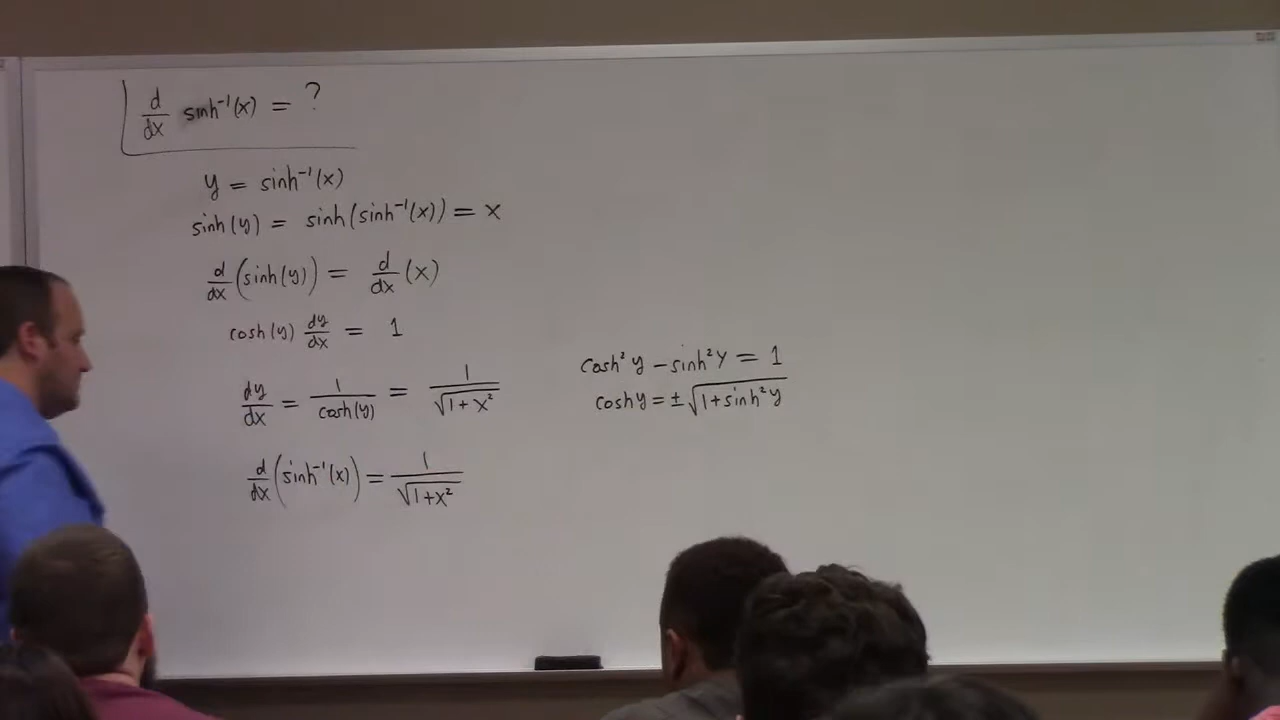 d/dx sinh⁻¹(x) = ?
y = sinh⁻¹(x)
sinh(y) = sinh(sinh⁻¹(x)) = x
d/dx (sinh(y)) = d/dx (x)
cosh(y) dy/dx = 1
dy/dx = 1/cosh(y) = 1/√(1+x²)
d/dx (sinh⁻¹(x)) = 1/√(1+x²)
cosh² y − sinh² y = 1
cosh y = ± √(1+sinh² y)